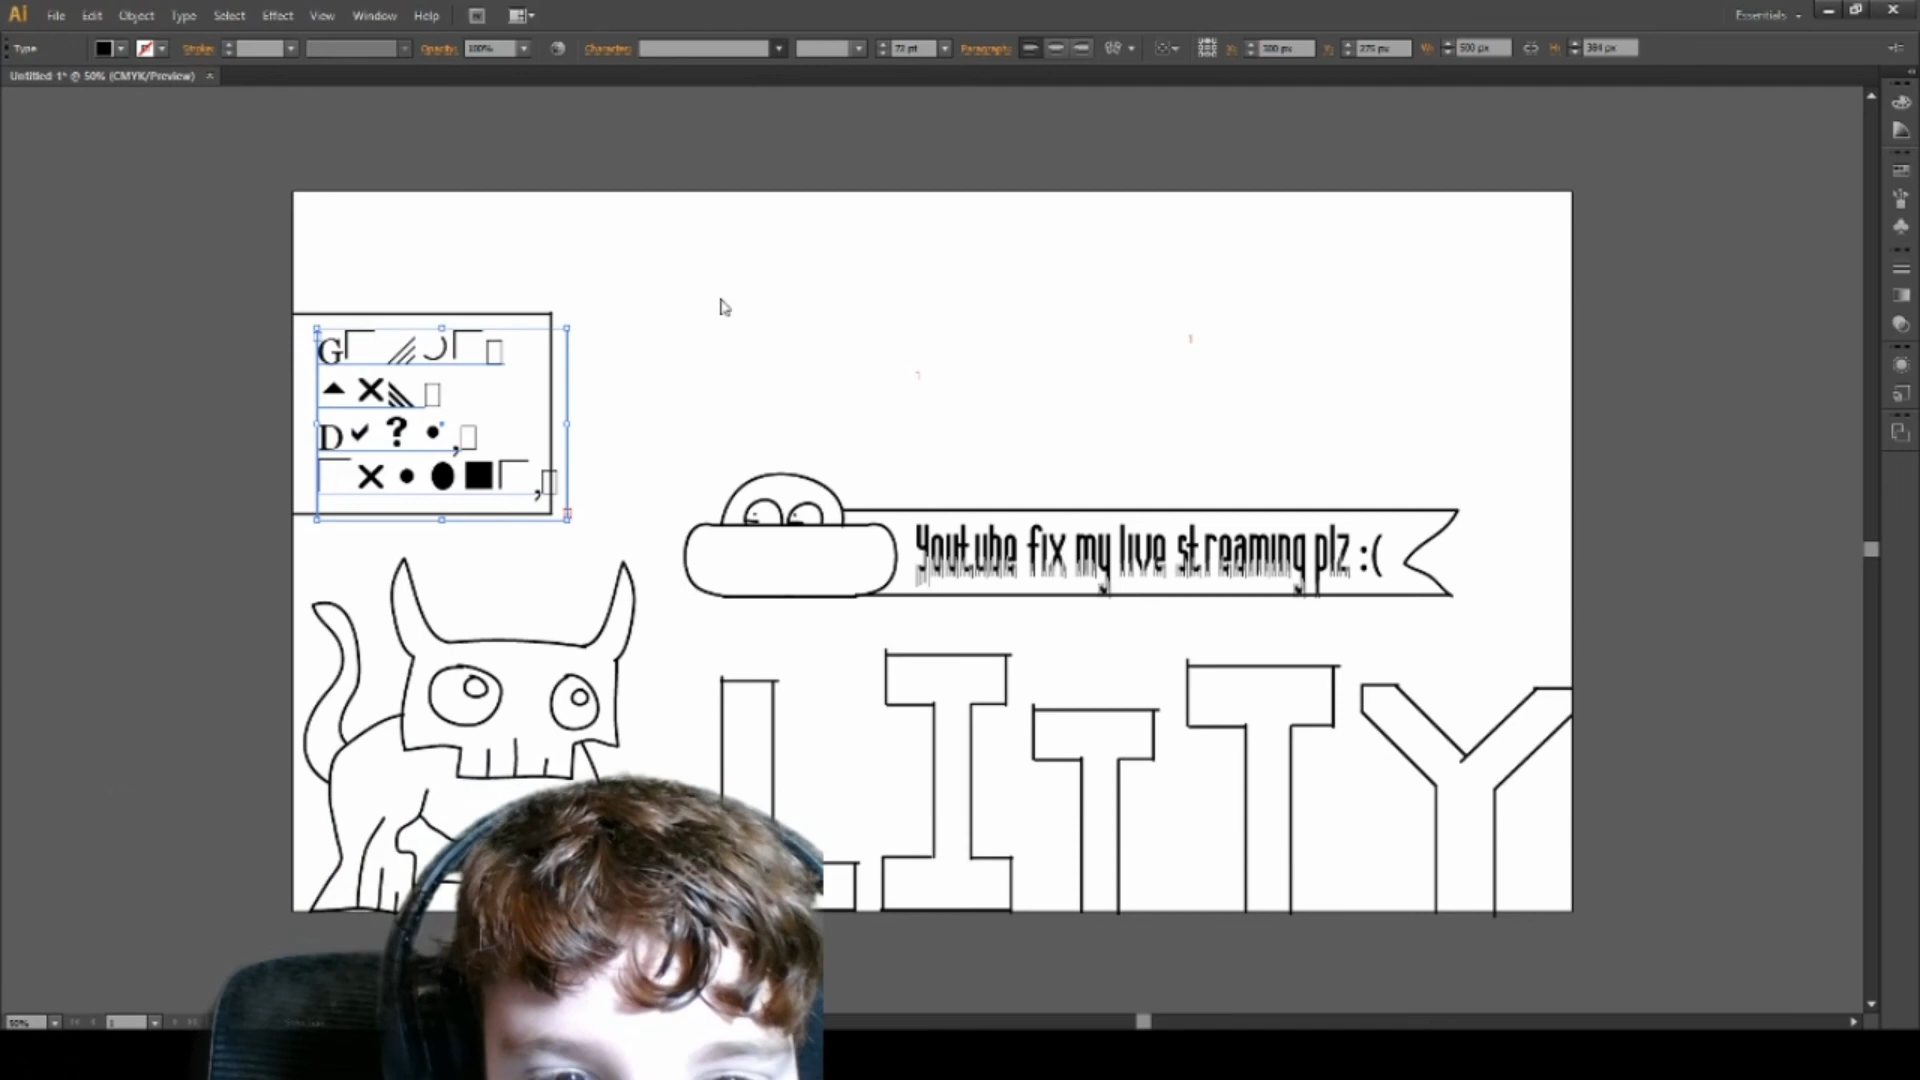 Ai File Edit Object Type Select Effect View Window Help Essentials
Type Stroke: Opacity: 100% Character: 72 pt Paragraph: X: 300 px Y: 275 px W: 500 px H: 384 px
Untitled-1* @ 50% (CMYK/Preview)
Youtube fix my live streaming plz :(
LITTY
50% 1